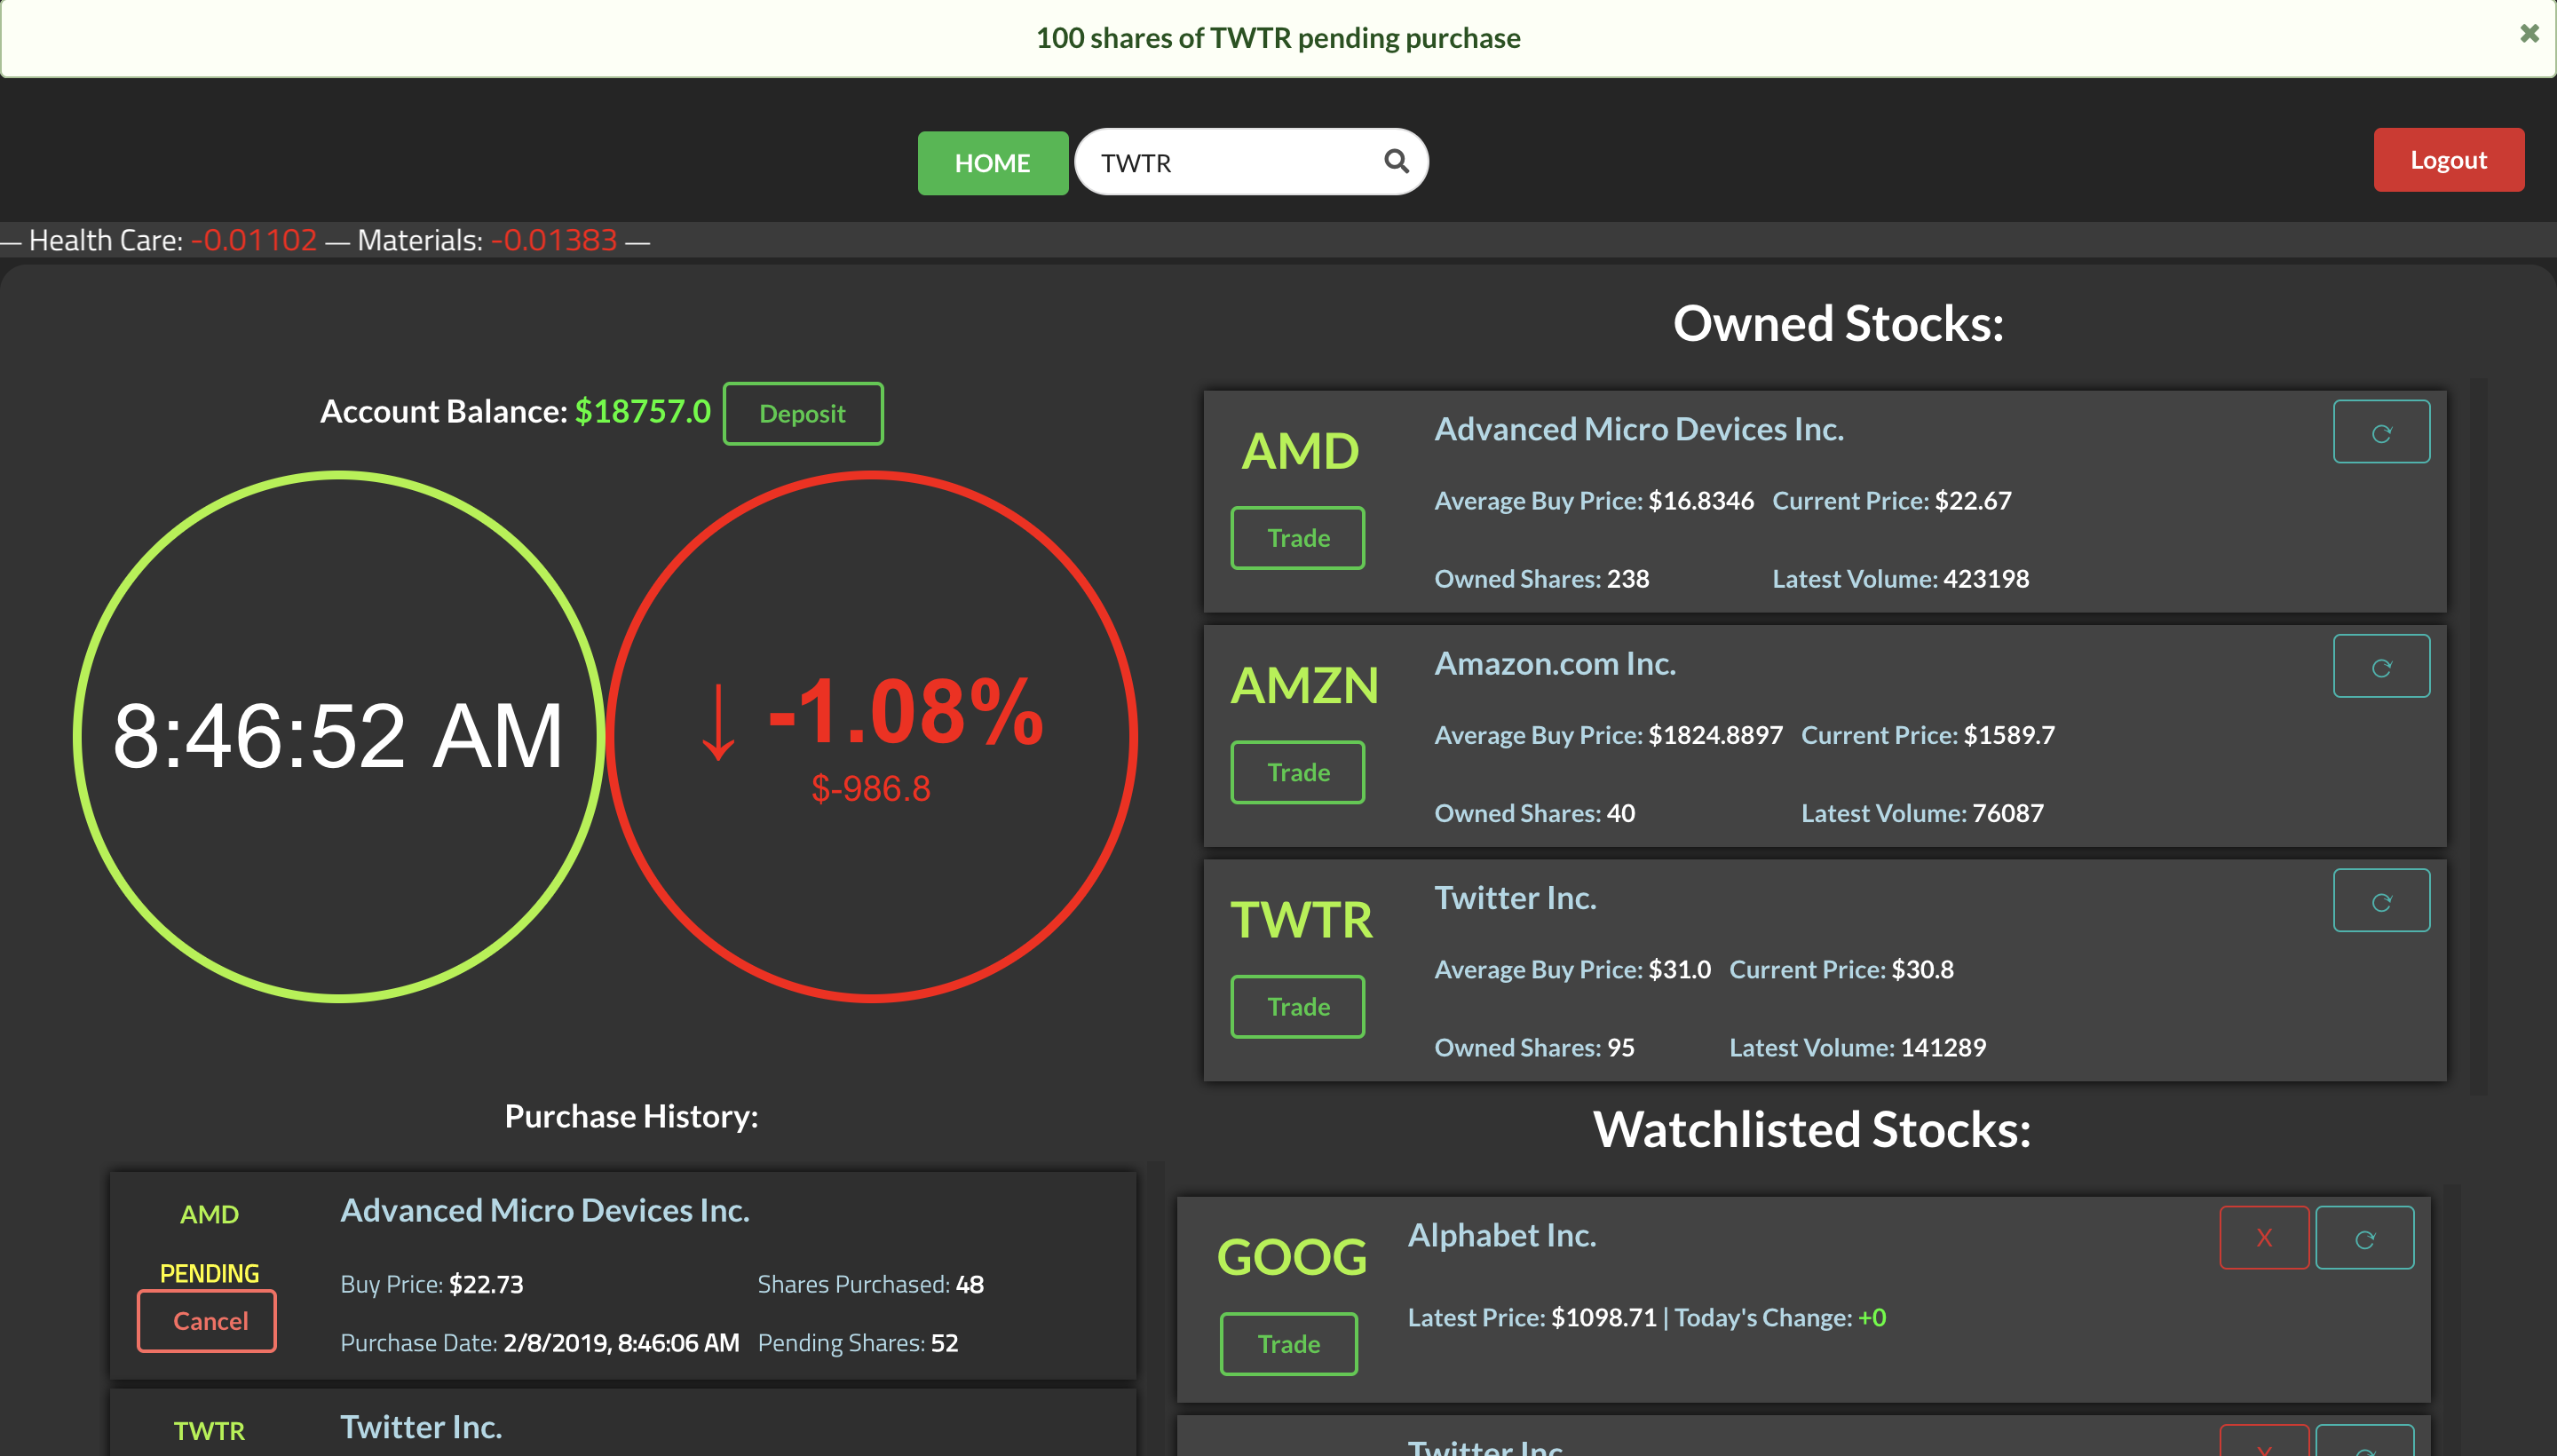 100 shares of TWTR pending purchase
HOME
TWTR
Logout
— Health Care: -0.01102 — Materials: -0.01383 —
Account Balance: $18757.0
Deposit
8:46:52 AM
↓ -1.08%
$-986.8
Owned Stocks:
AMD
Advanced Micro Devices Inc.
Average Buy Price: $16.8346 Current Price: $22.67
Trade
Owned Shares: 238 Latest Volume: 423198
AMZN
Amazon.com Inc.
Average Buy Price: $1824.8897 Current Price: $1589.7
Trade
Owned Shares: 40 Latest Volume: 76087
TWTR
Twitter Inc.
Average Buy Price: $31.0 Current Price: $30.8
Trade
Owned Shares: 95 Latest Volume: 141289
Purchase History:
AMD
Advanced Micro Devices Inc.
PENDING
Buy Price: $22.73 Shares Purchased: 48
Cancel
Purchase Date: 2/8/2019, 8:46:06 AM Pending Shares: 52
TWTR
Twitter Inc.
Watchlisted Stocks:
GOOG
Alphabet Inc.
X
Latest Price: $1098.71 | Today's Change: +0
Trade
Twitter Inc.
X